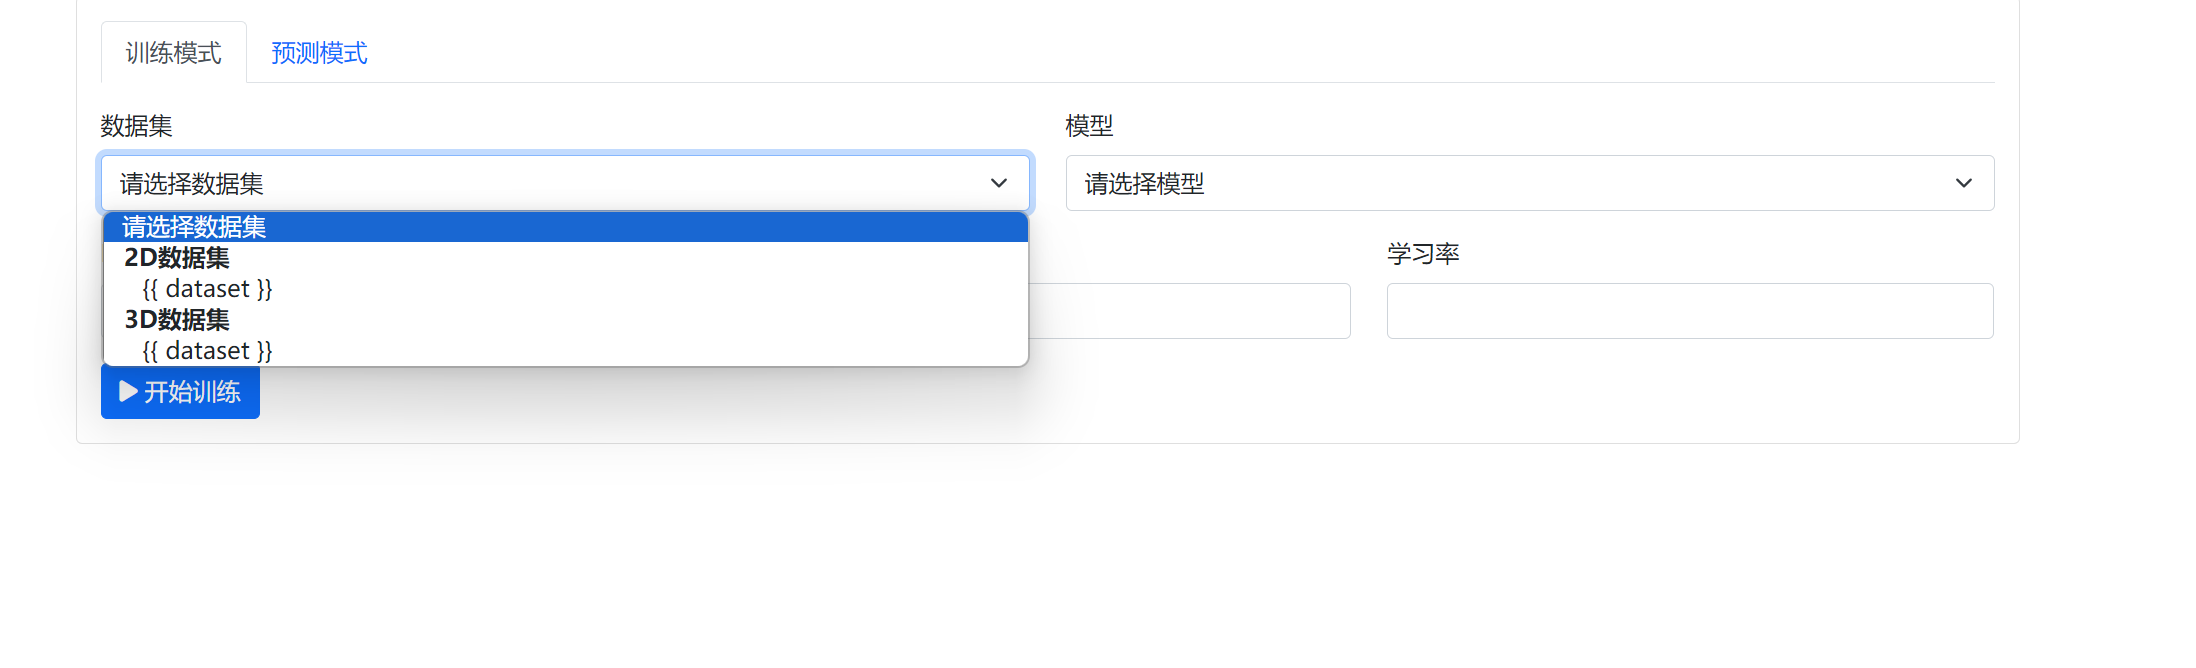 训练模式
预测模式
数据集
模型
请选择数据集
请选择模型
请选择数据集
2D数据集
{{ dataset }}
3D数据集
{{ dataset }}
学习率
开始训练